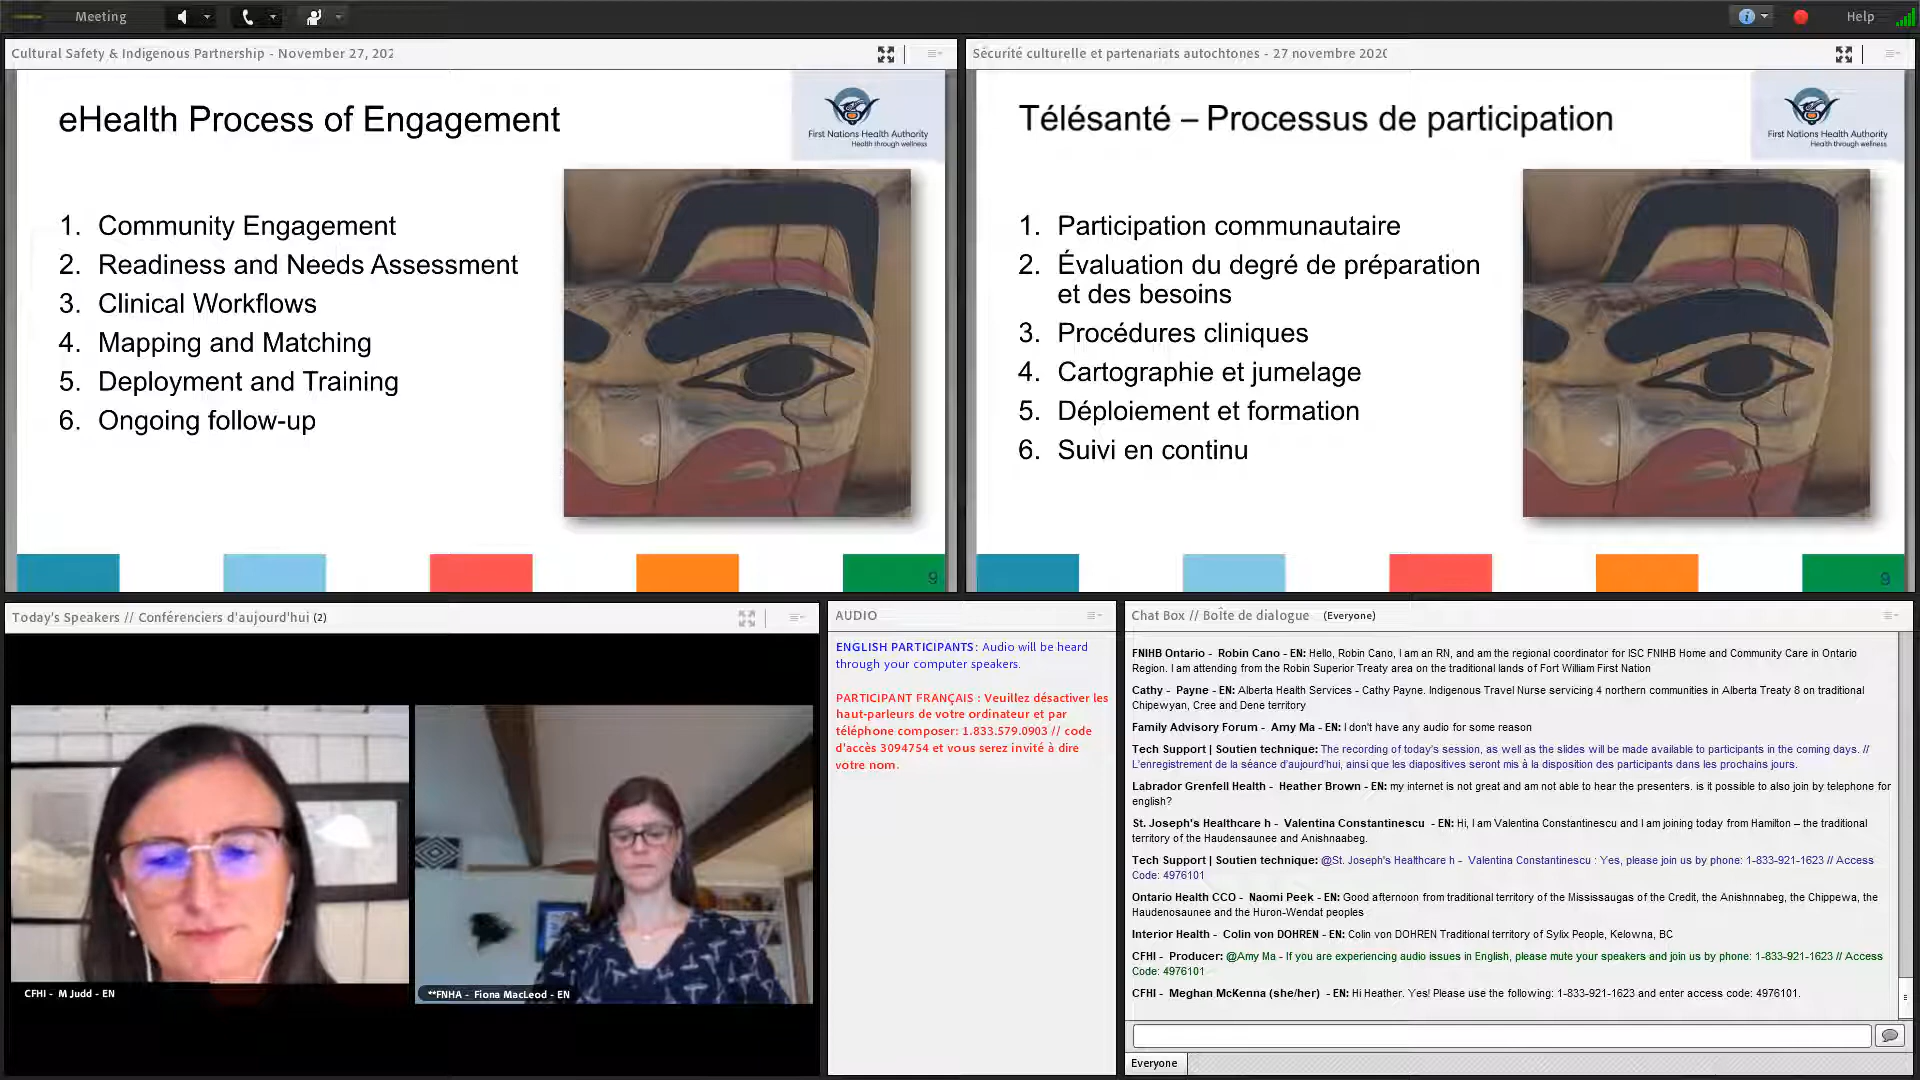 Meeting
Help
Cultural Safety & Indigenous Partnership - November 27, 202
eHealth Process of Engagement
First Nations Health Authority
Health through wellness
1. Community Engagement
2. Readiness and Needs Assessment
3. Clinical Workflows
4. Mapping and Matching
5. Deployment and Training
6. Ongoing follow-up
9
Sécurité culturelle et partenariats autochtones - 27 novembre 2020
Télésanté – Processus de participation
First Nations Health Authority
Health through wellness
1. Participation communautaire
2. Évaluation du degré de préparation
et des besoins
3. Procédures cliniques
4. Cartographie et jumelage
5. Déploiement et formation
6. Suivi en continu
9
Today's Speakers // Conférenciers d'aujourd'hui (2)
CFHI - M Judd - EN
**FNHA - Fiona MacLeod - EN
AUDIO
ENGLISH PARTICIPANTS: Audio will be heard
through your computer speakers.
PARTICIPANT FRANÇAIS : Veuillez désactiver les
haut-parleurs de votre ordinateur et par
téléphone composer: 1.833.579.0903 // code
d'accès 3094754 et vous serez invité à dire
votre nom.
Chat Box // Boîte de dialogue (Everyone)
FNIHB Ontario - Robin Cano - EN: Hello, Robin Cano, I am an RN, and am the regional coordinator for ISC FNIHB Home and Community Care in Ontario
Region. I am attending from the Robin Superior Treaty area on the traditional lands of Fort William First Nation
Cathy - Payne - EN: Alberta Health Services - Cathy Payne. Indigenous Travel Nurse servicing 4 northern communities in Alberta Treaty 8 on traditional
Chipewyan, Cree and Dene territory
Family Advisory Forum - Amy Ma - EN: I don't have any audio for some reason
Tech Support | Soutien technique: The recording of today's session, as well as the slides will be made available to participants in the coming days. //
L'enregistrement de la séance d'aujourd'hui, ainsi que les diapositives seront mis à la disposition des participants dans les prochains jours.
Labrador Grenfell Health - Heather Brown - EN: my internet is not great and am not able to hear the presenters. is it possible to also join by telephone for
english?
St. Joseph's Healthcare h - Valentina Constantinescu - EN: Hi, I am Valentina Constantinescu and I am joining today from Hamilton – the traditional
territory of the Haudensaunee and Anishnaabeg.
Tech Support | Soutien technique: @St. Joseph's Healthcare h - Valentina Constantinescu : Yes, please join us by phone: 1-833-921-1623 // Access
Code: 4976101
Ontario Health CCO - Naomi Peek - EN: Good afternoon from traditional territory of the Mississaugas of the Credit, the Anishnnabeg, the Chippewa, the
Haudenosaunee and the Huron-Wendat peoples
Interior Health - Colin von DOHREN - EN: Colin von DOHREN Traditional territory of Sylix People, Kelowna, BC
CFHI - Producer: @Amy Ma - If you are experiencing audio issues in English, please mute your speakers and join us by phone: 1-833-921-1623 // Access
Code: 4976101
CFHI - Meghan McKenna (she/her) - EN: Hi Heather. Yes! Please use the following: 1-833-921-1623 and enter access code: 4976101.
Everyone